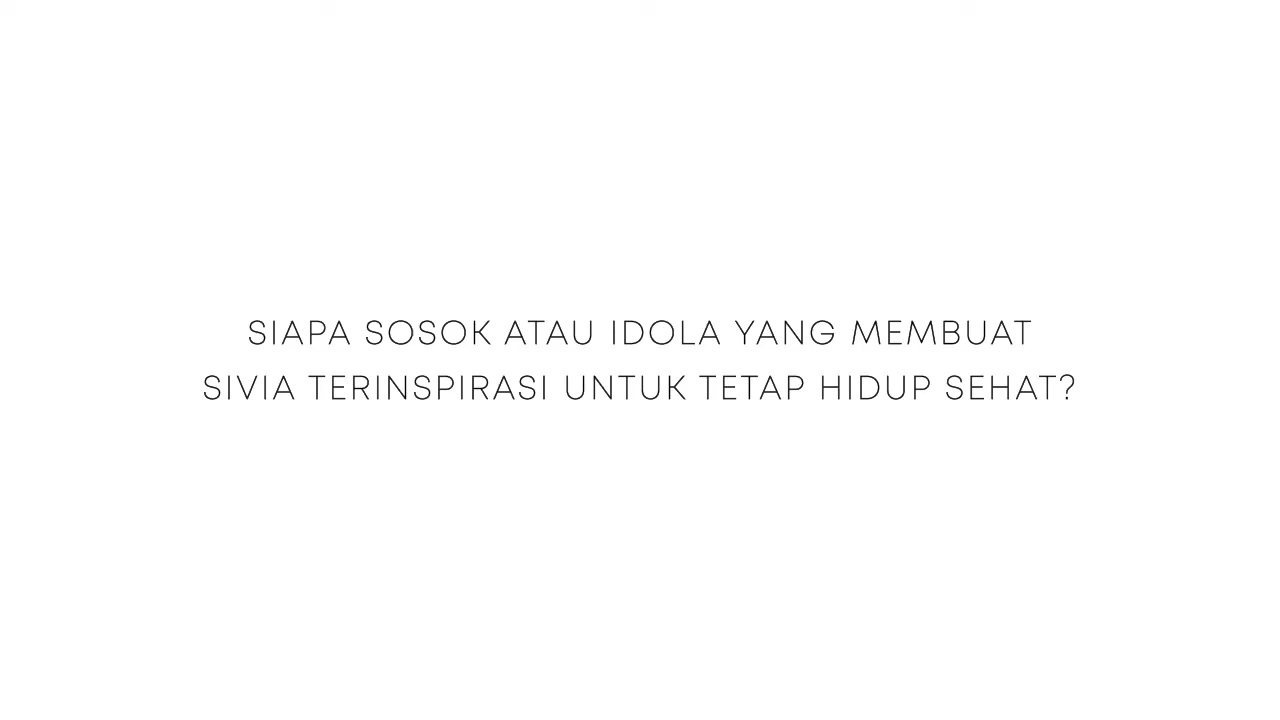 SIAPA SOSOK ATAU IDOLA YANG MEMBUAT
SIVIA TERINSPIRASI UNTUK TETAP HIDUP SEHAT?